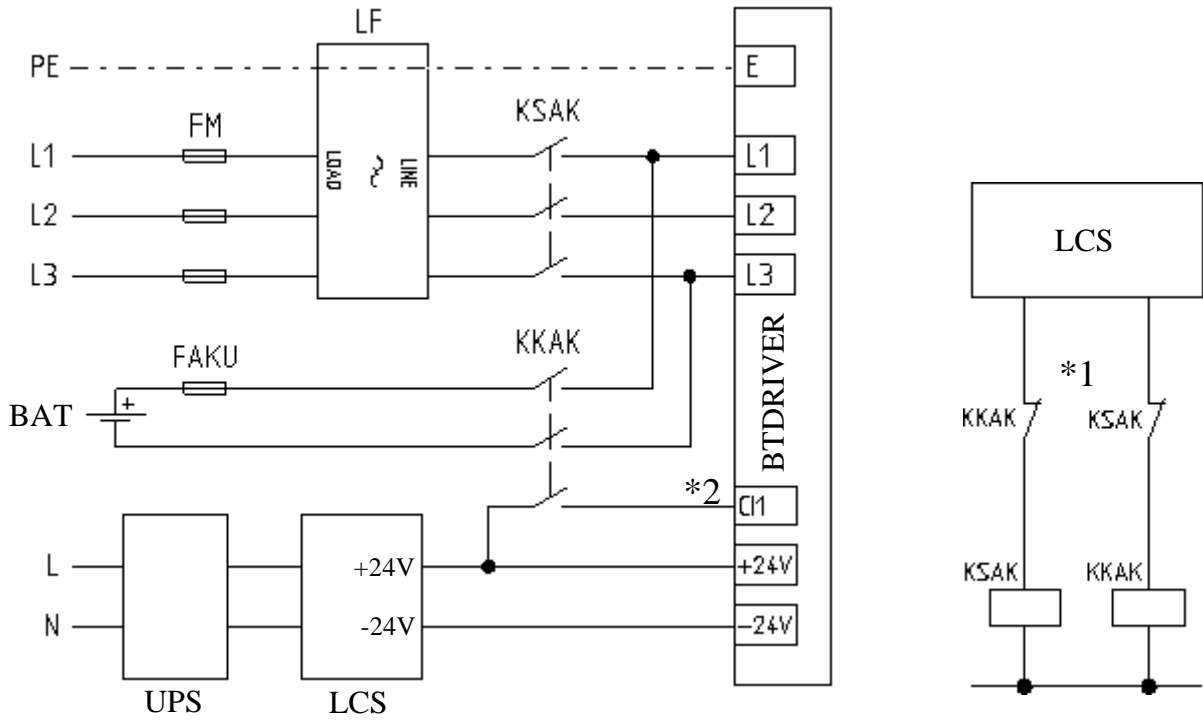 LF
PE
E
FM
KSAK
L1
LOAD
LINE
L1
L2
L2
L3
L3
LCS
BTDRIVER
FAKU
KKAK
BAT
+
*1
KKAK
KSAK
*2
CI1
L
+24V
+24V
KSAK
KKAK
N
-24V
-24V
UPS
LCS